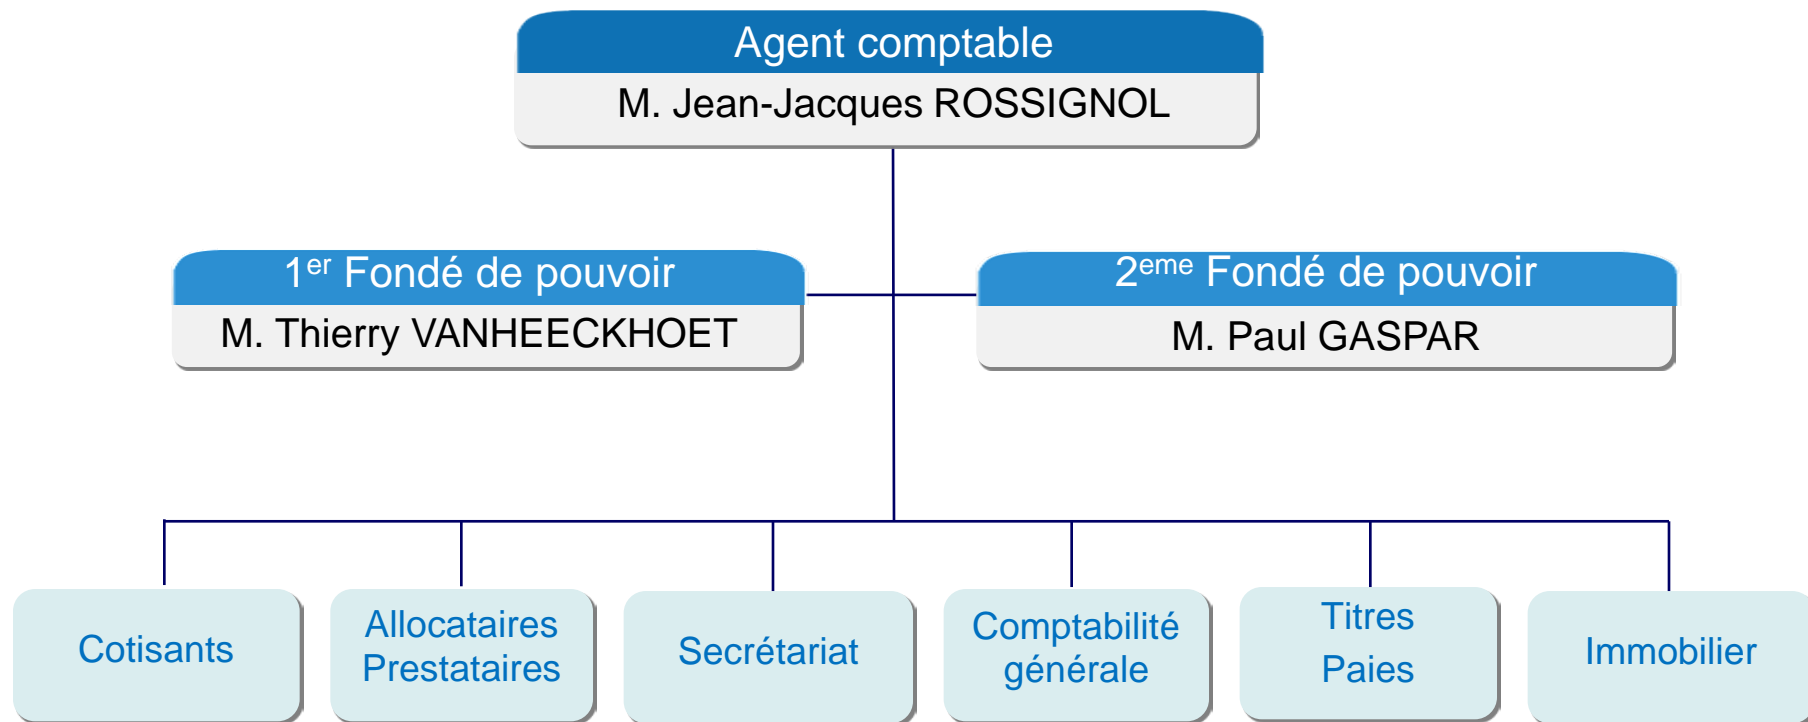 Agent comptable
M. Jean-Jacques ROSSIGNOL
1er Fondé de pouvoir
M. Thierry VANHEECKHOET
2eme Fondé de pouvoir
M. Paul GASPAR
Cotisants
Allocataires
Prestataires
Secrétariat
Comptabilité
générale
Titres
Paies
Immobilier